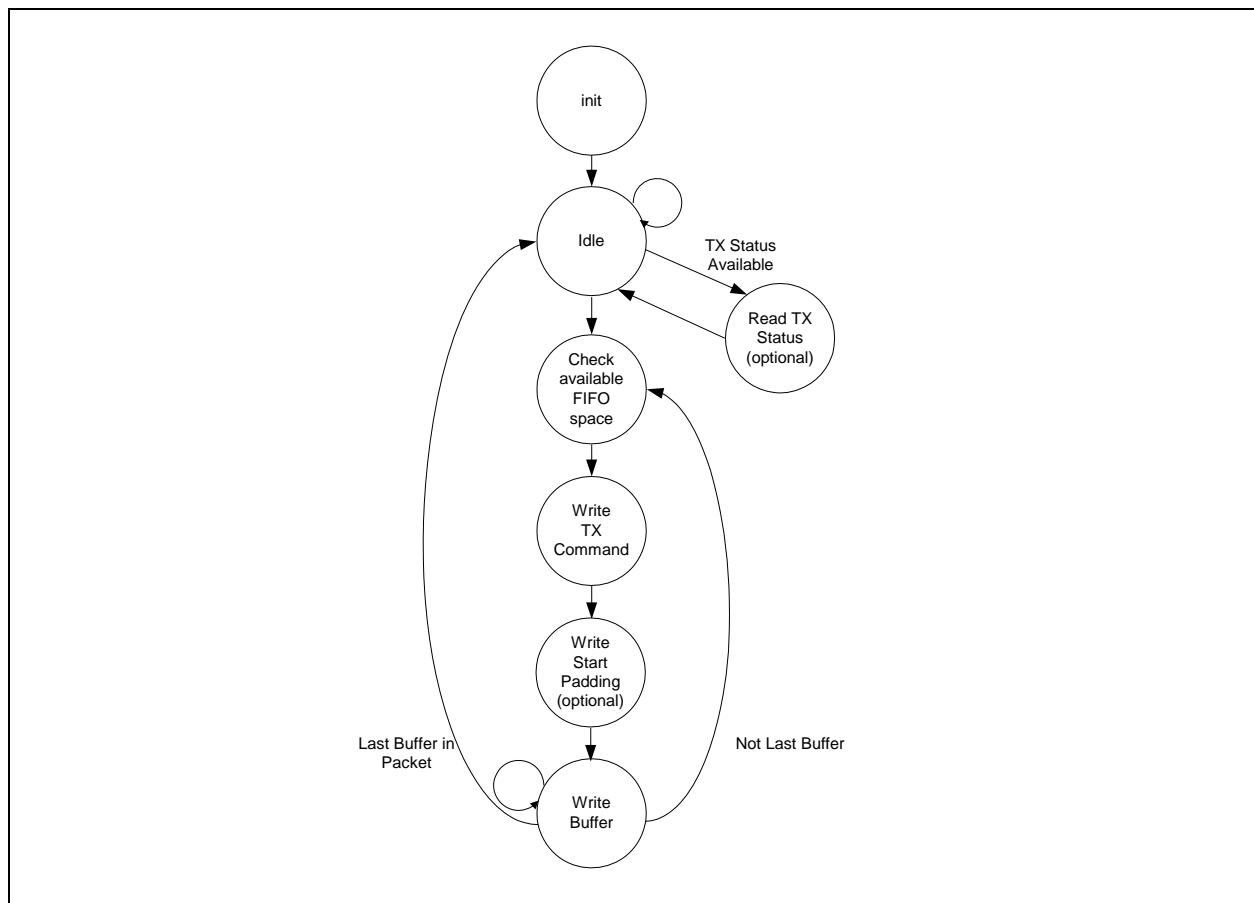 init
Idle
TX Status
Available
Read TX
Status
(optional)
Check
available
FIFO
space
Write
TX
Command
Write
Start
Padding
(optional)
Last Buffer in
Packet
Not Last Buffer
Write
Buffer